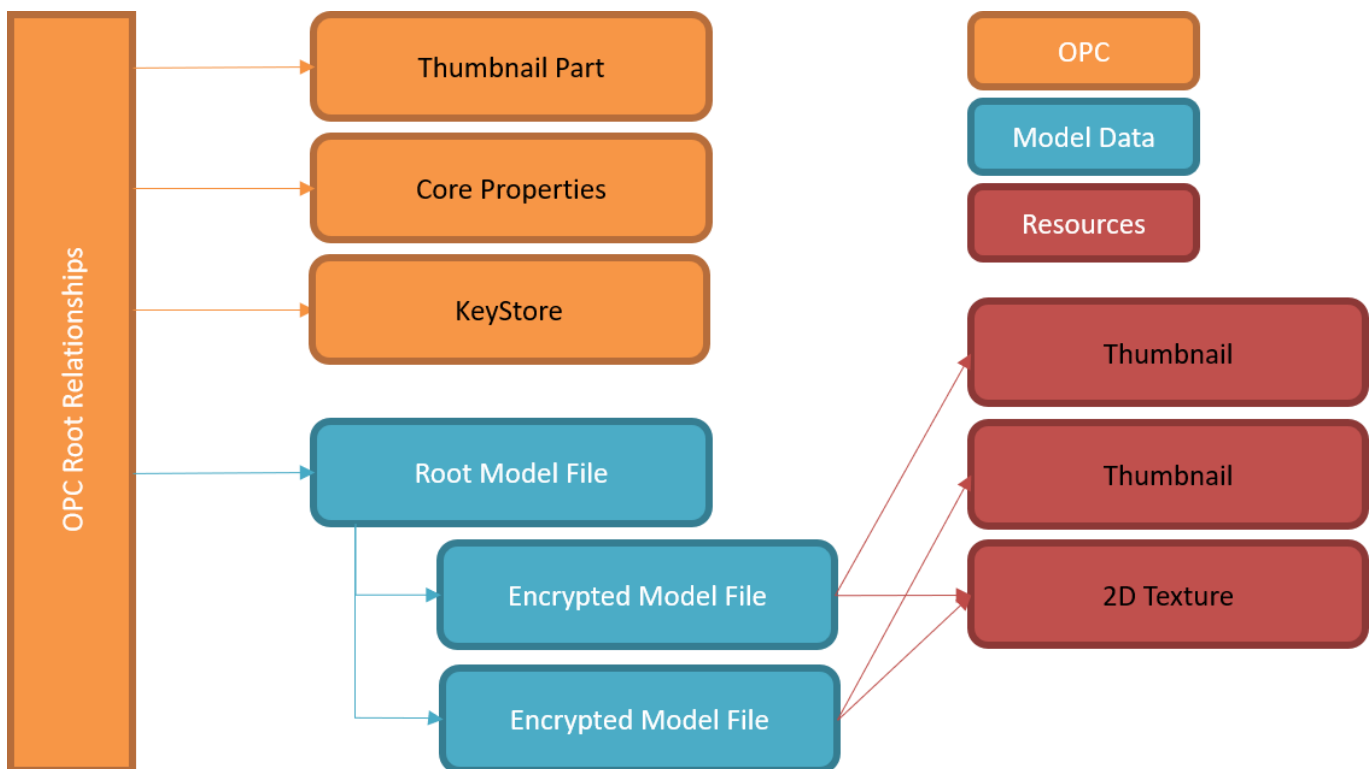 OPC Root Relationships
Thumbnail Part
Core Properties
KeyStore
Root Model File
Encrypted Model File
Encrypted Model File
OPC
Model Data
Resources
Thumbnail
Thumbnail
2D Texture